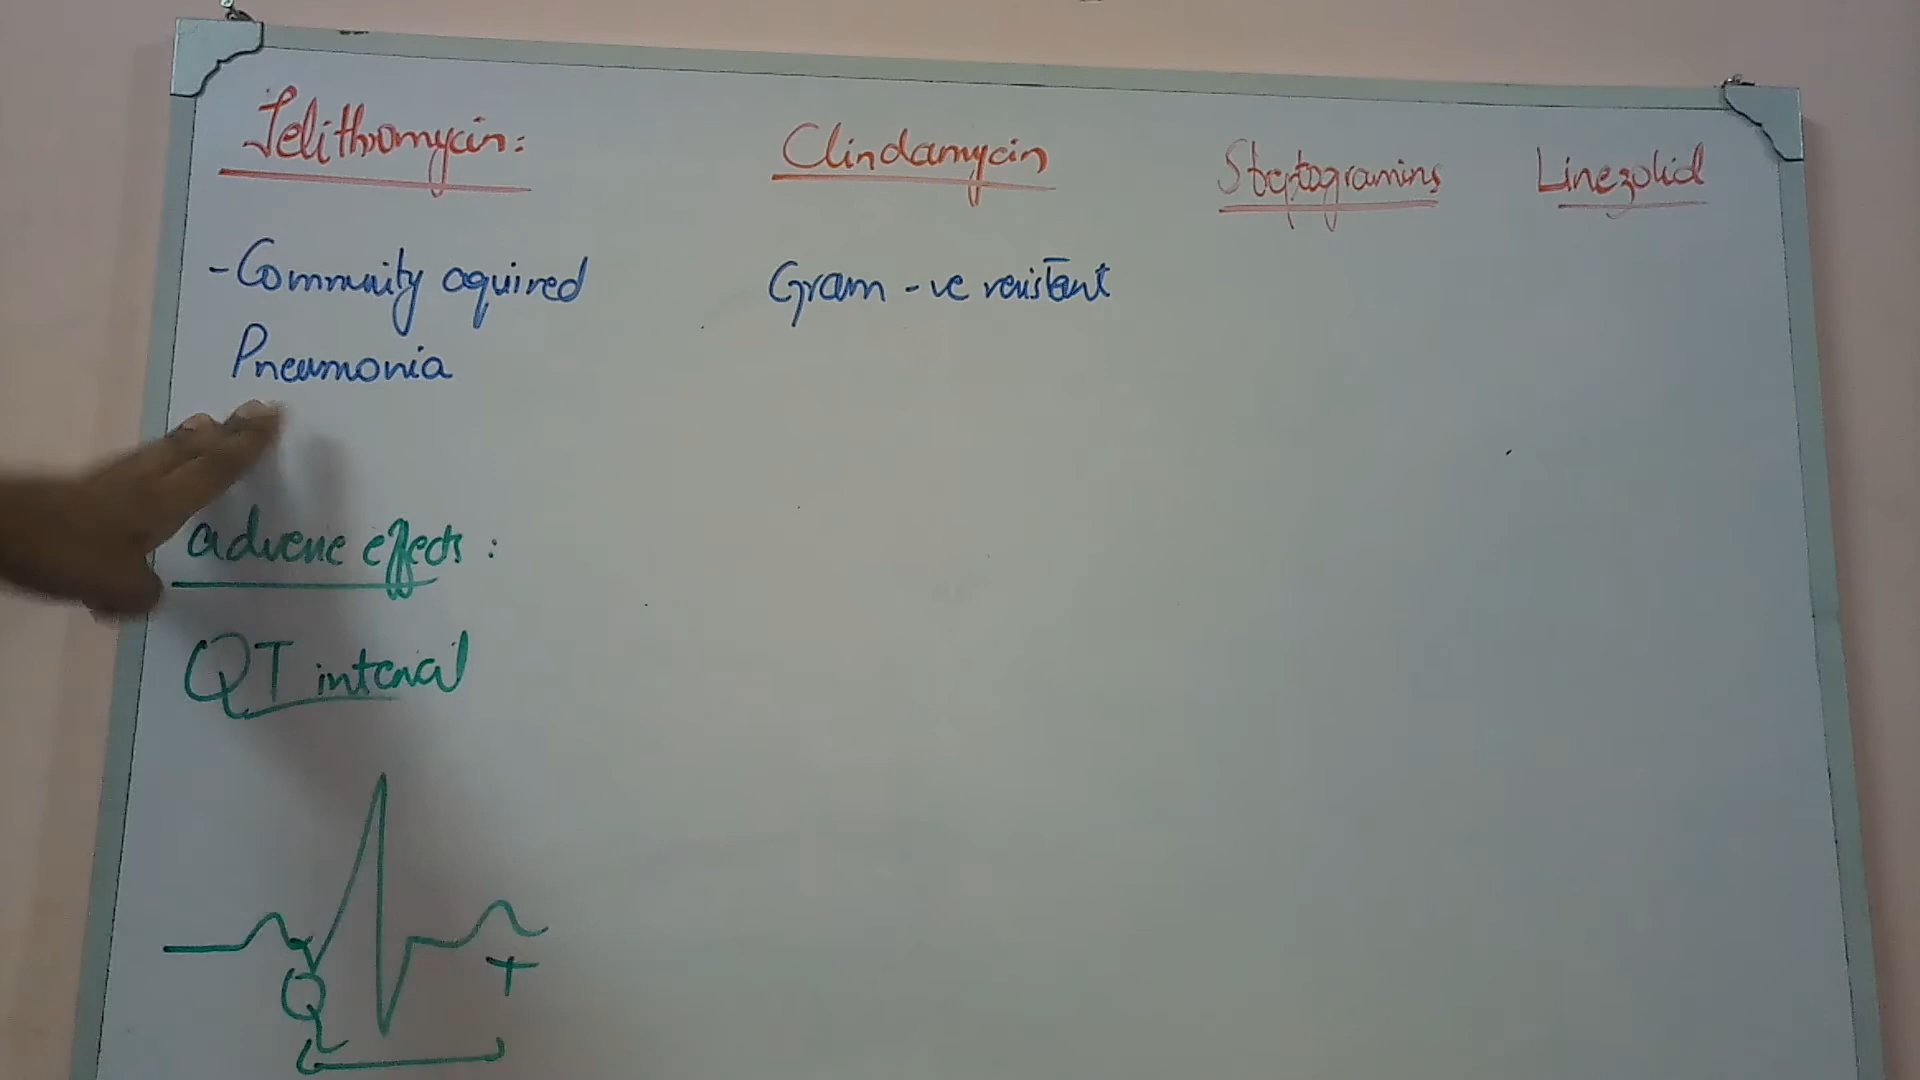 Telithromycin:
Clindamycin
Streptogramins
Linezolid
- Community aquired
Pneumonia
Gram -ve resistant
adverse effects :
QT interval
Q
T